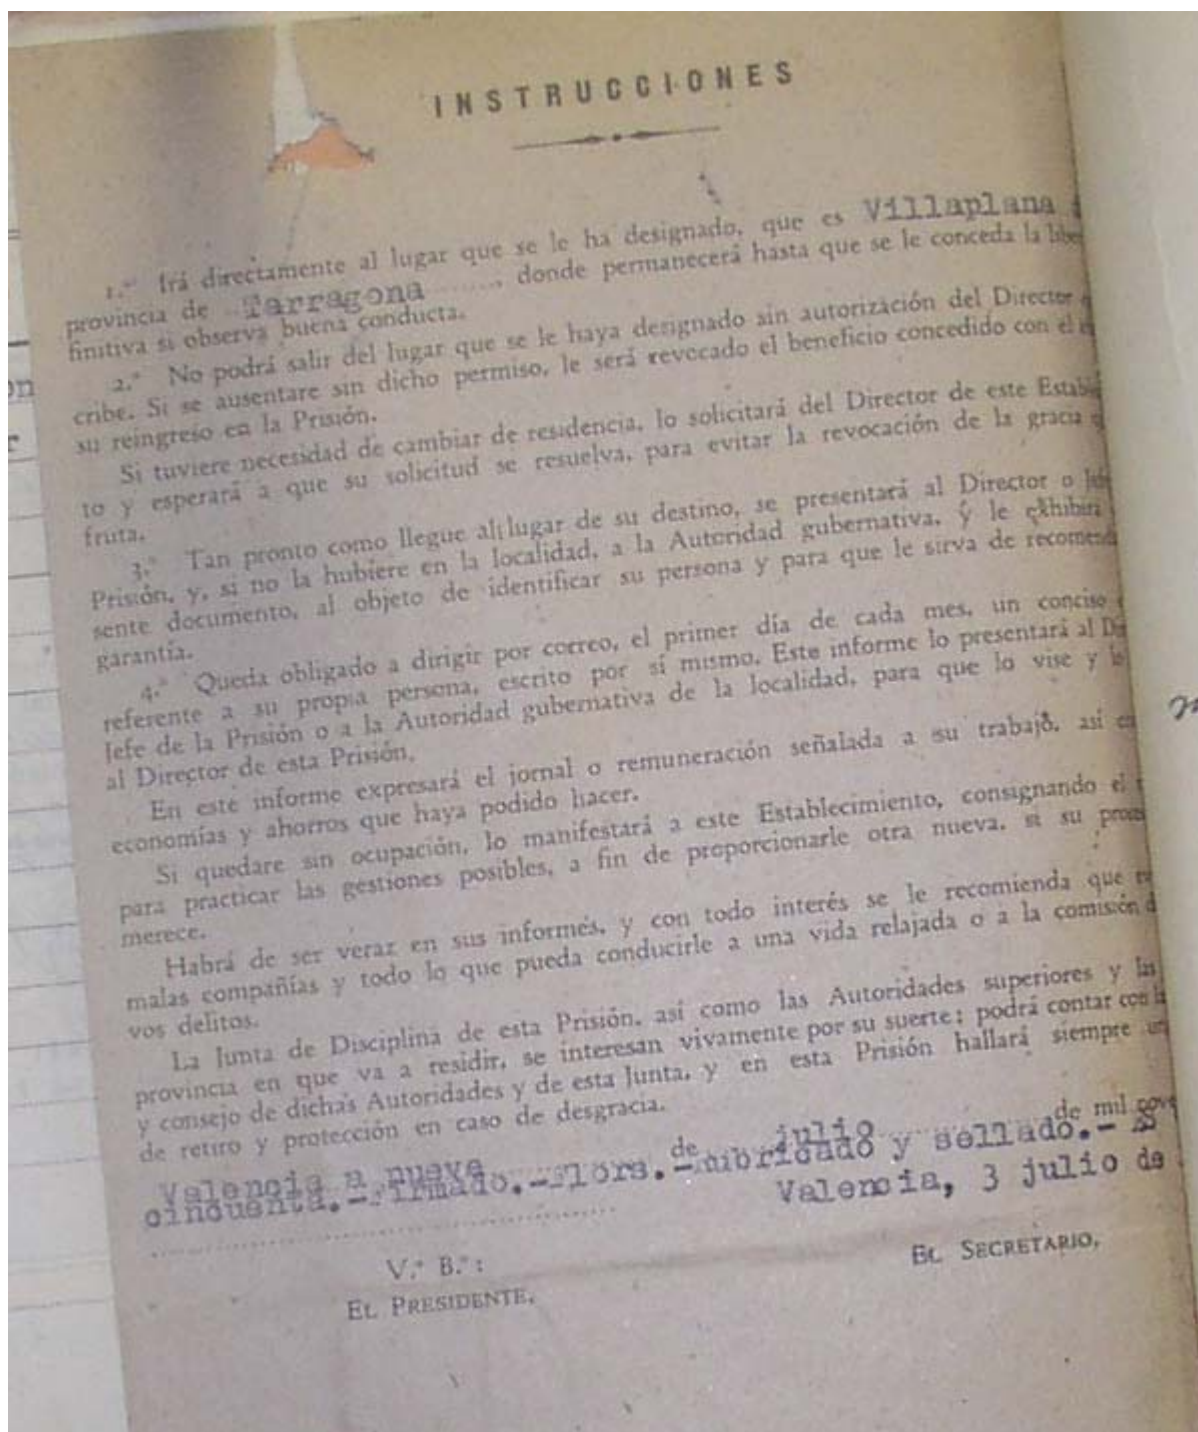 INSTRUCCIONES
1.ª Irá directamente al lugar que se le ha designado, que es Villaplana
provincia de Tarragona ......, donde permanecerá hasta que se le conceda la liber
finitiva si observa buena conducta.
2.ª No podrá salir del lugar que se le haya designado sin autorización del Director
cribe. Si se ausentare sin dicho permiso, le será revocado el beneficio concedido con el
su reingreso en la Prisión.
Si tuviere necesidad de cambiar de residencia, lo solicitará del Director de este Estable
to y esperará a que su solicitud se resuelva, para evitar la revocación de la gracia
fruta.
3.ª Tan pronto como llegue al lugar de su destino, se presentará al Director o
Prisión, y, si no la hubiere en la localidad, a la Autoridad gubernativa, y le exhibirá
sente documento, al objeto de identificar su persona y para que le sirva de recomend
garantía.
4.ª Queda obligado a dirigir por correo, el primer día de cada mes, un conciso
referente a su propia persona, escrito por sí mismo. Este informe lo presentará al Di
Jefe de la Prisión o a la Autoridad gubernativa de la localidad, para que lo vise y lo
al Director de esta Prisión.
En este informe expresará el jornal o remuneración señalada a su trabajo, así
economías y ahorros que haya podido hacer.
Si quedare sin ocupación, lo manifestará a este Establecimiento, consignando el
para practicar las gestiones posibles, a fin de proporcionarle otra nueva, si su
merece.
Habrá de ser veraz en sus informes, y con todo interés se le recomienda que
malas compañías y todo lo que pueda conducirle a una vida relajada o a la comisión
vos delitos.
La Junta de Disciplina de esta Prisión, así como las Autoridades superiores y las
provincia en que va a residir, se interesan vivamente por su suerte; podrá contar con
y consejo de dichas Autoridades y de esta Junta, y en esta Prisión hallará siempre un
de retiro y protección en caso de desgracia.
Valencia a nueve de julio de mil nove
cincuenta.-Firmado.-Flors.-Rubricado y sellado.-
Valencia, 3 julio de
V.º B.º:
EL PRESIDENTE,
EL SECRETARIO,